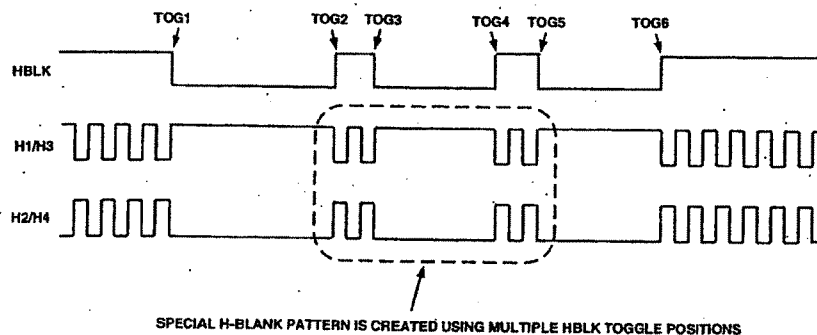 TOG1 TOG2 TOG3 TOG4 TOG5 TOG6
HBLK
H1/H3
H2/H4
SPECIAL H-BLANK PATTERN IS CREATED USING MULTIPLE HBLK TOGGLE POSITIONS